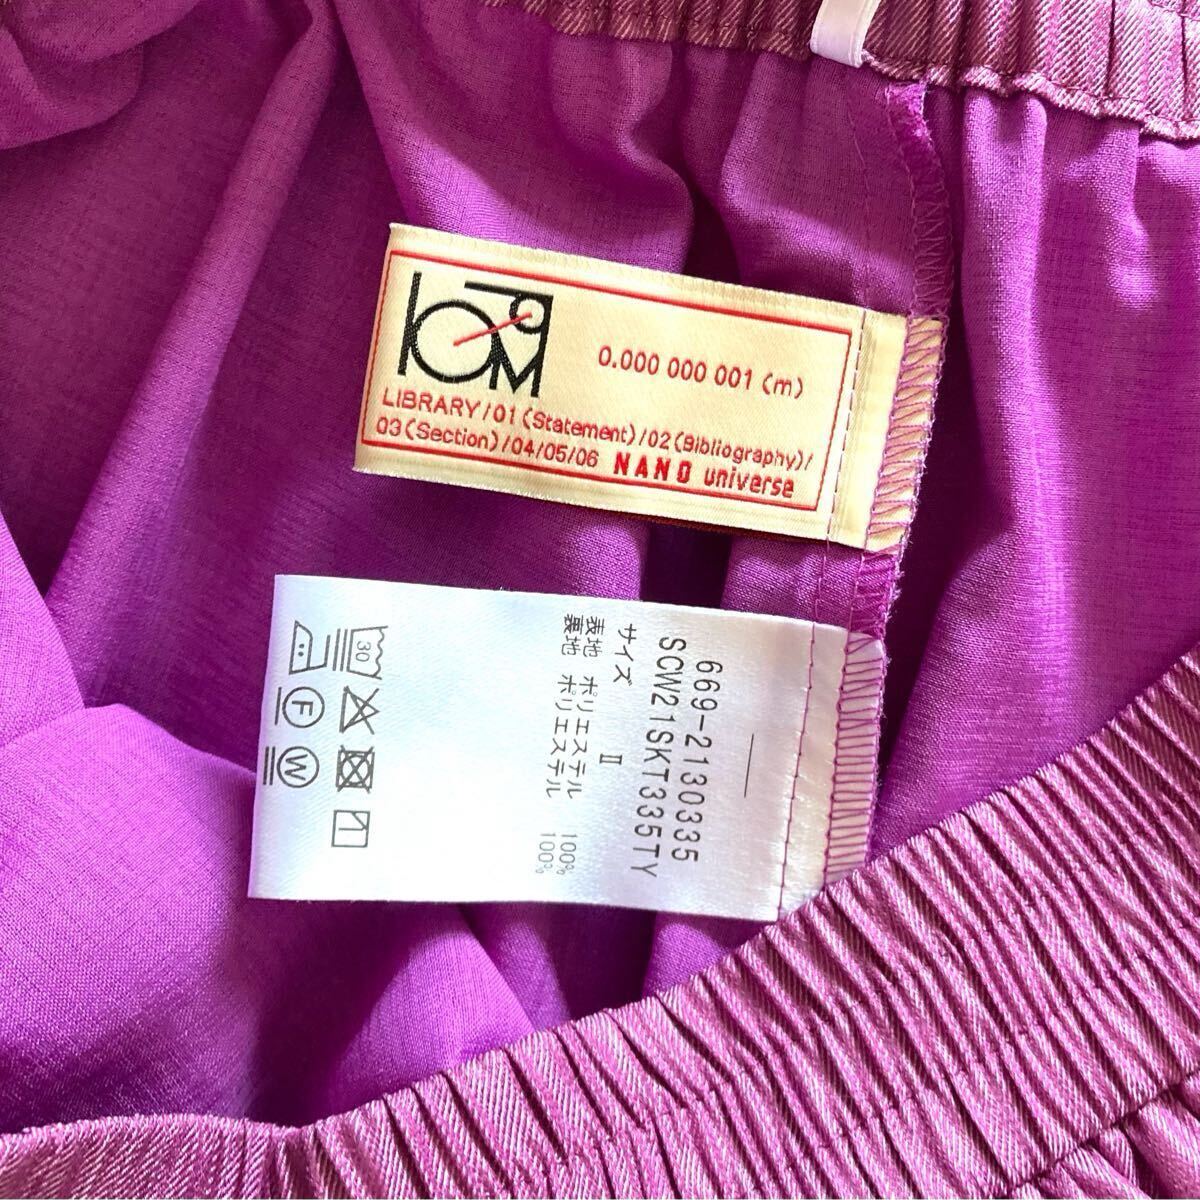 0.000 000 001 (m)
LIBRARY/01(Statement)/02(Bibliography)/
03(Section)/04/05/06 NANO universe
669-2130335
SCW21SKT335TY
サイズ Ⅱ
表地 ポリエステル 100%
裏地 ポリエステル 100%
30
F
W